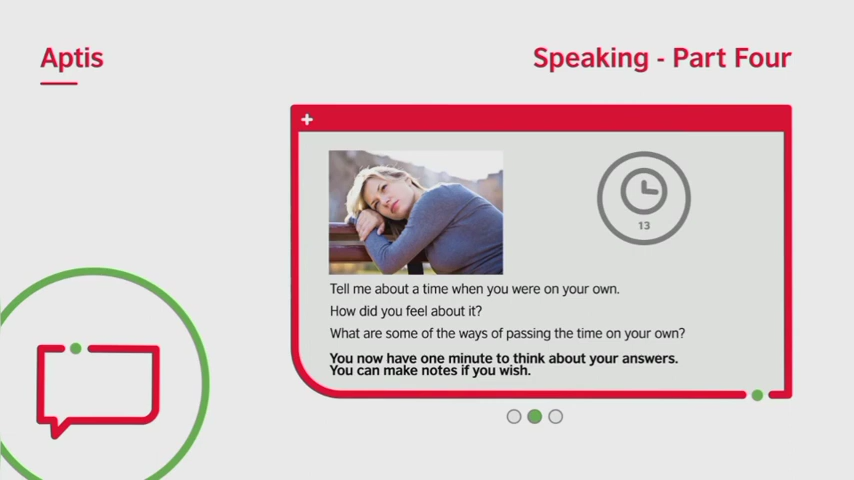 Aptis
Speaking - Part Four
13
Tell me about a time when you were on your own.
How did you feel about it?
What are some of the ways of passing the time on your own?
You now have one minute to think about your answers.
You can make notes if you wish.